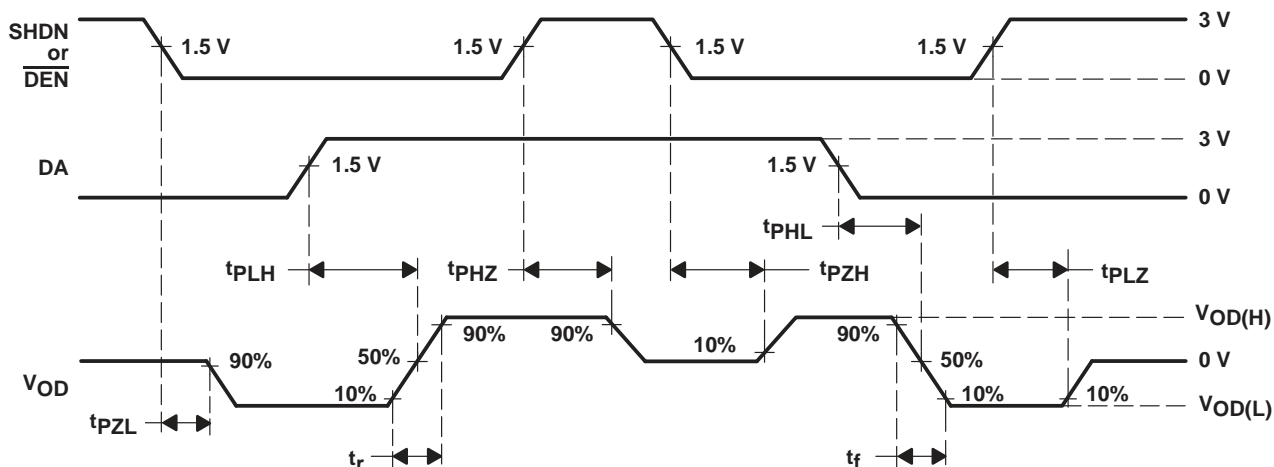 SHDN
or
DEN
1.5 V 1.5 V 1.5 V 1.5 V
3 V
0 V
DA
1.5 V 1.5 V
3 V
0 V
tPHL
tPLH tPHZ tPZH tPLZ
VOD
90% 50% 10% 90% 90% 10% 90% 50% 10% 10%
VOD(H)
0 V
VOD(L)
tPZL
tr tf